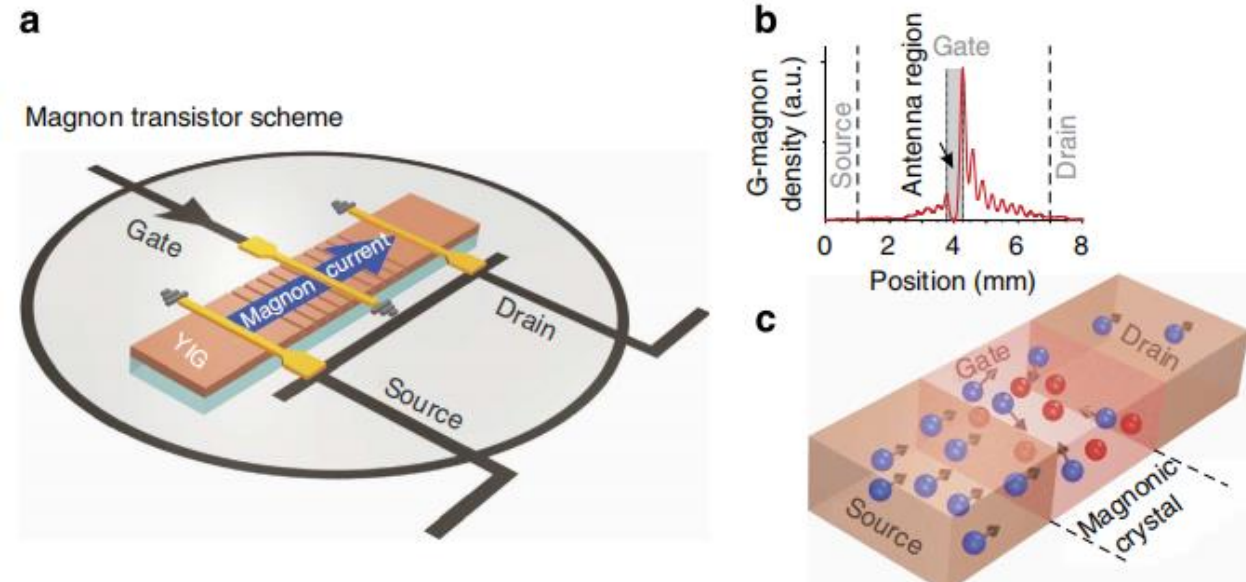 a
Magnon transistor scheme
Gate
Magnon current
YIG
Drain
Source
b
G-magnon
density (a.u.)
Source
Antenna region
Gate
Drain
0 2 4 6 8
Position (mm)
c
Gate
Drain
Source
Magnonic
crystal